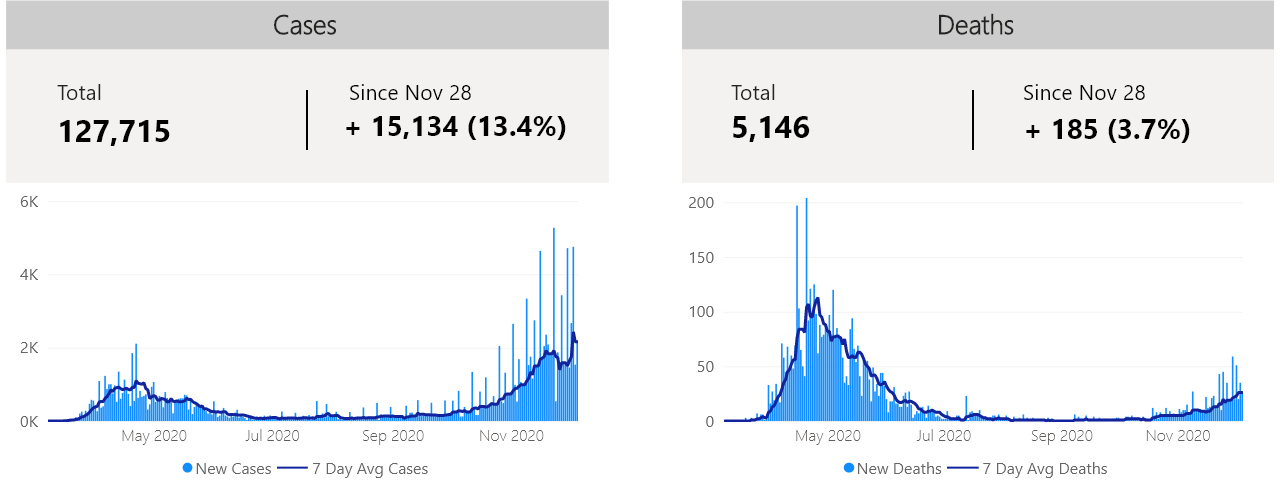 Cases
Total
127,715
Since Nov 28
+ 15,134 (13.4%)
6K
4K
2K
0K
May 2020
Jul 2020
Sep 2020
Nov 2020
New Cases
7 Day Avg Cases
Deaths
Total
5,146
Since Nov 28
+ 185 (3.7%)
200
150
100
50
0
May 2020
Jul 2020
Sep 2020
Nov 2020
New Deaths
7 Day Avg Deaths